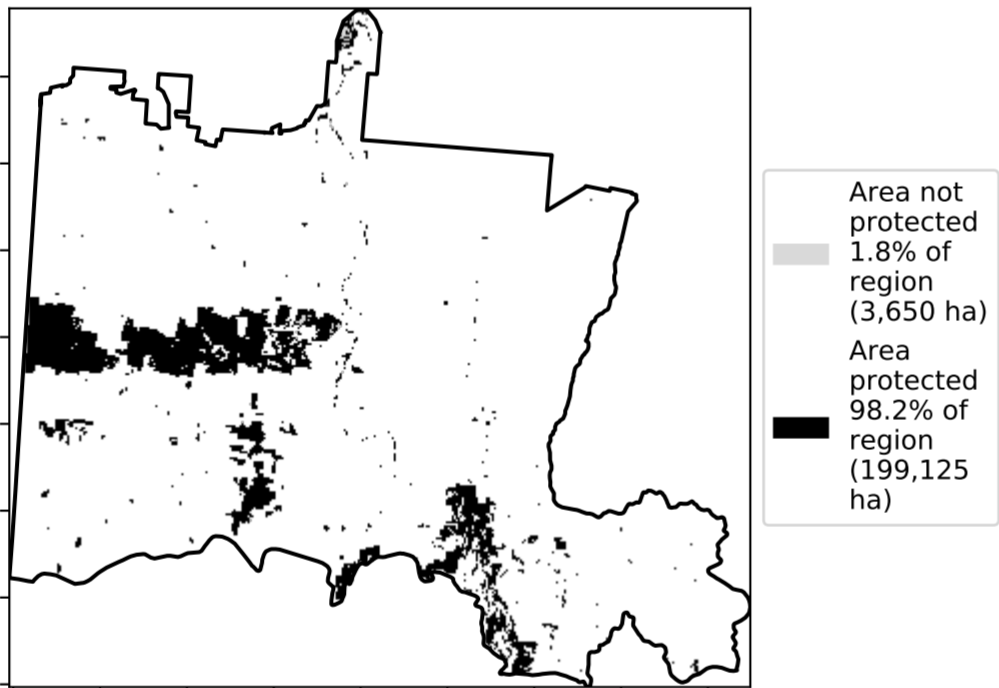 Area not
protected
1.8% of
region
(3,650 ha)
Area
protected
98.2% of
region
(199,125
ha)